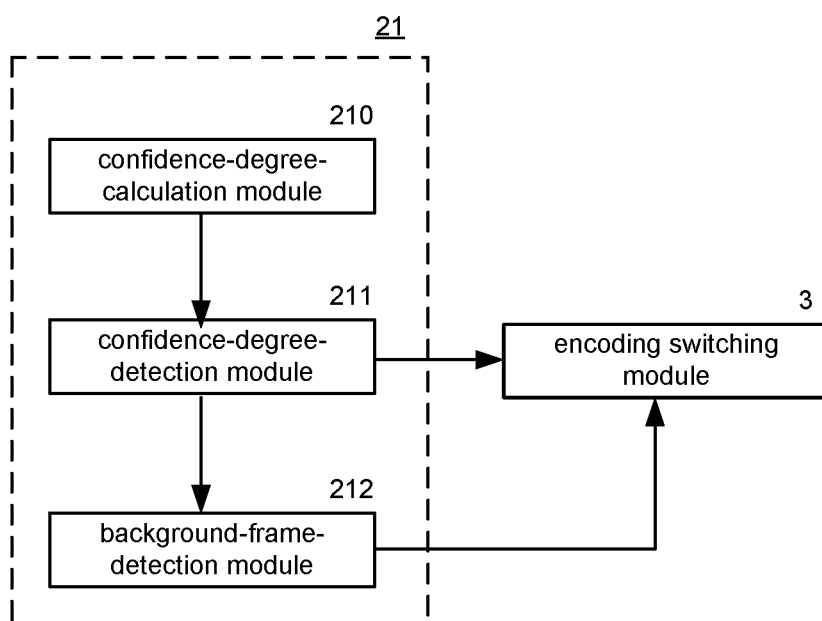 21
210
confidence-degree-
calculation module
211
confidence-degree-
detection module
3
encoding switching
module
212
background-frame-
detection module